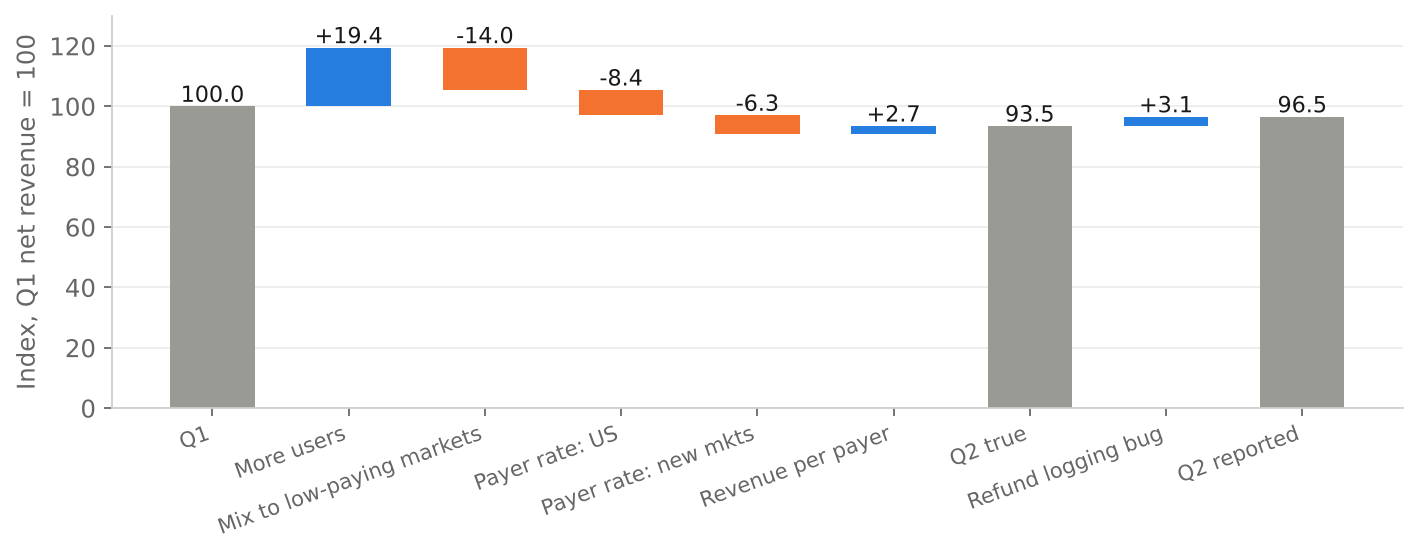 Index, Q1 net revenue = 100
120
100
80
60
40
20
0
100.0
+19.4
-14.0
-8.4
-6.3
+2.7
93.5
+3.1
96.5
Q1
More users
Mix to low-paying markets
Payer rate: US
Payer rate: new mkts
Revenue per payer
Q2 true
Refund logging bug
Q2 reported